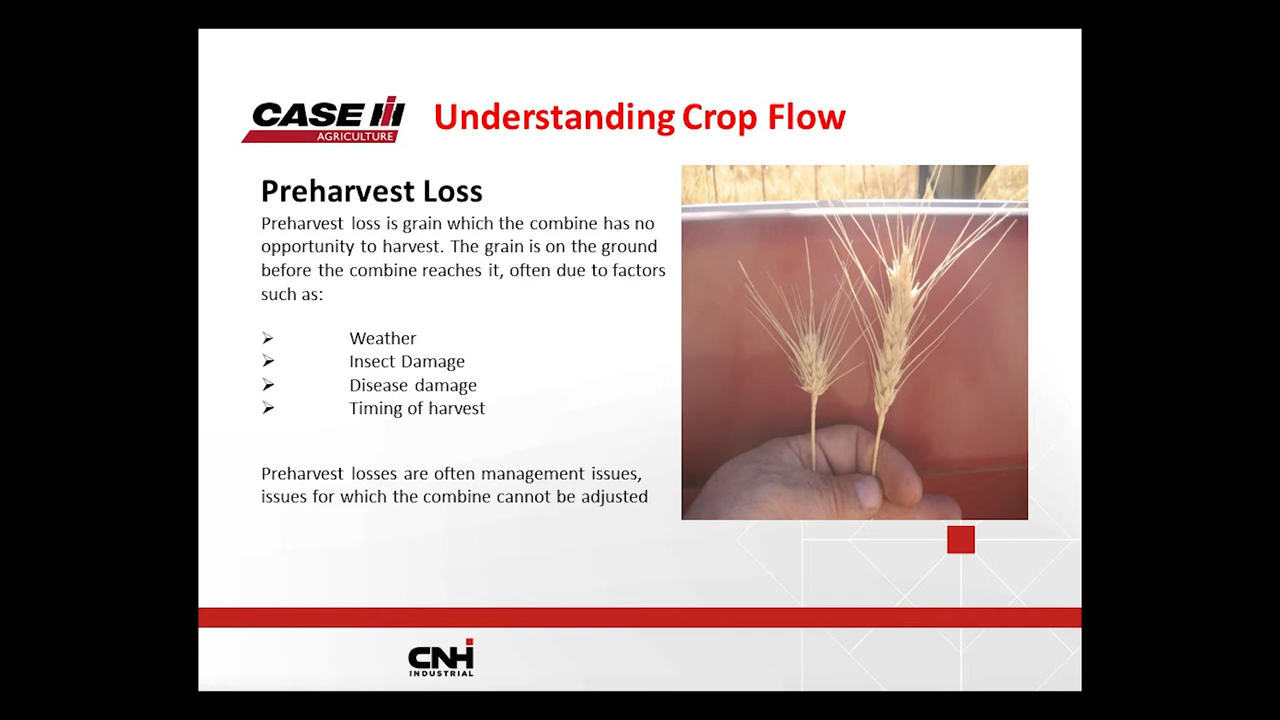 CASE IH
AGRICULTURE
Understanding Crop Flow
Preharvest Loss
Preharvest loss is grain which the combine has no
opportunity to harvest. The grain is on the ground
before the combine reaches it, often due to factors
such as:
➢ Weather
➢ Insect Damage
➢ Disease damage
➢ Timing of harvest
Preharvest losses are often management issues,
issues for which the combine cannot be adjusted
CNH
INDUSTRIAL